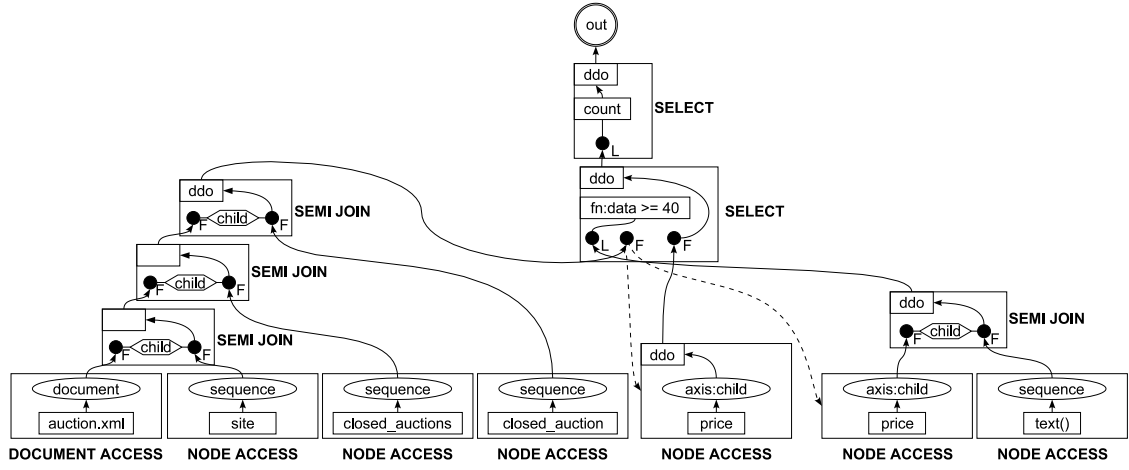 out
ddo
count
SELECT
L
ddo
fn:data >= 40
SELECT
L F F
ddo
SEMI JOIN
F child F
SEMI JOIN
F child F
SEMI JOIN
F child F
ddo
SEMI JOIN
F child F
ddo
document sequence sequence sequence axis:child axis:child sequence
auction.xml site closed_auctions closed_auction price price text()
DOCUMENT ACCESS NODE ACCESS NODE ACCESS NODE ACCESS NODE ACCESS NODE ACCESS NODE ACCESS